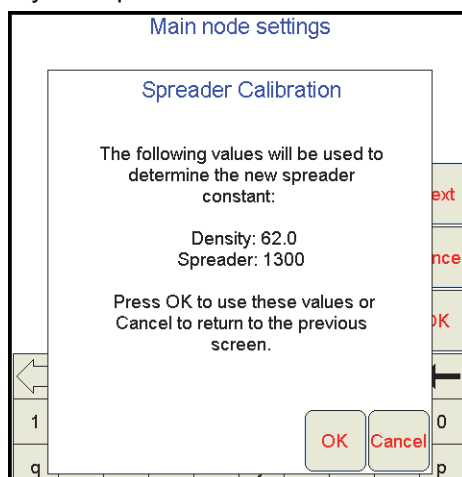 Main node settings
Spreader Calibration
The following values will be used to
determine the new spreader
constant:
Density: 62.0
Spreader: 1300
Press OK to use these values or
Cancel to return to the previous
screen.
ext
nce
OK Cancel
1 0
q p